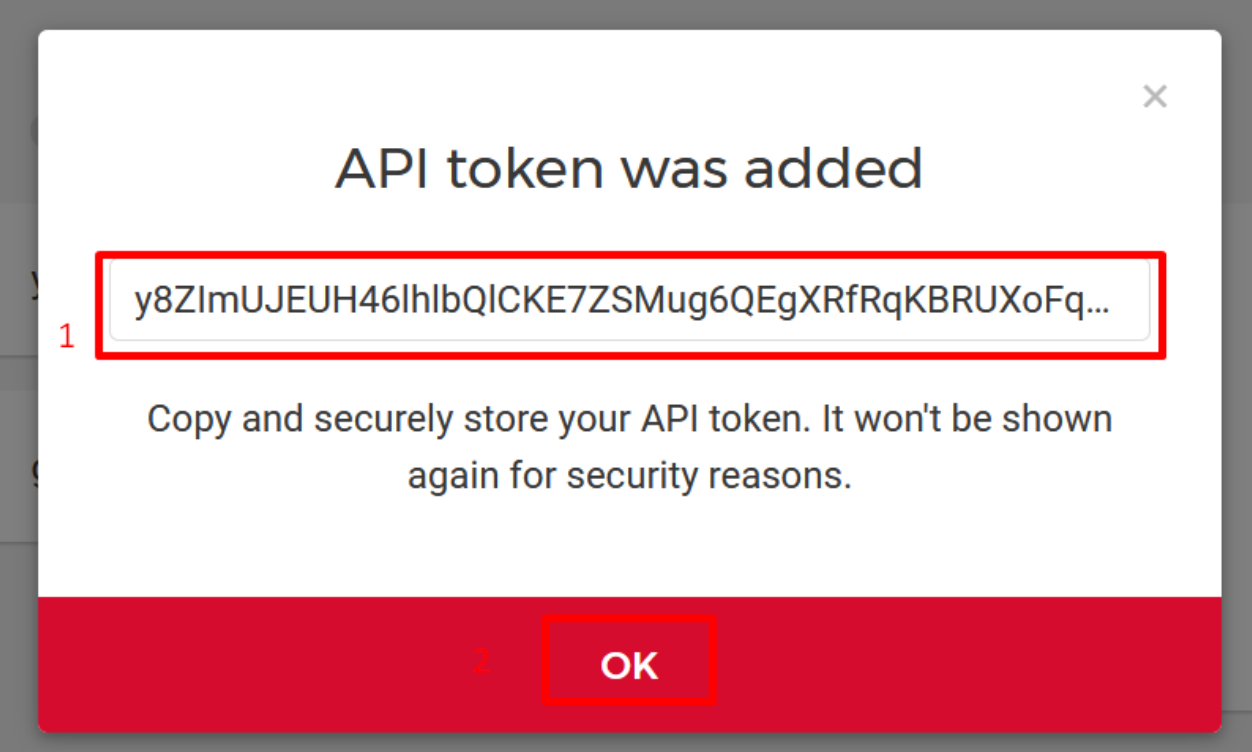 ×
API token was added
y8ZImUJEUH46lhlbQlCKE7ZSMug6QEgXRfRqKBRUXoFq...
1
Copy and securely store your API token. It won't be shown
again for security reasons.
2
OK